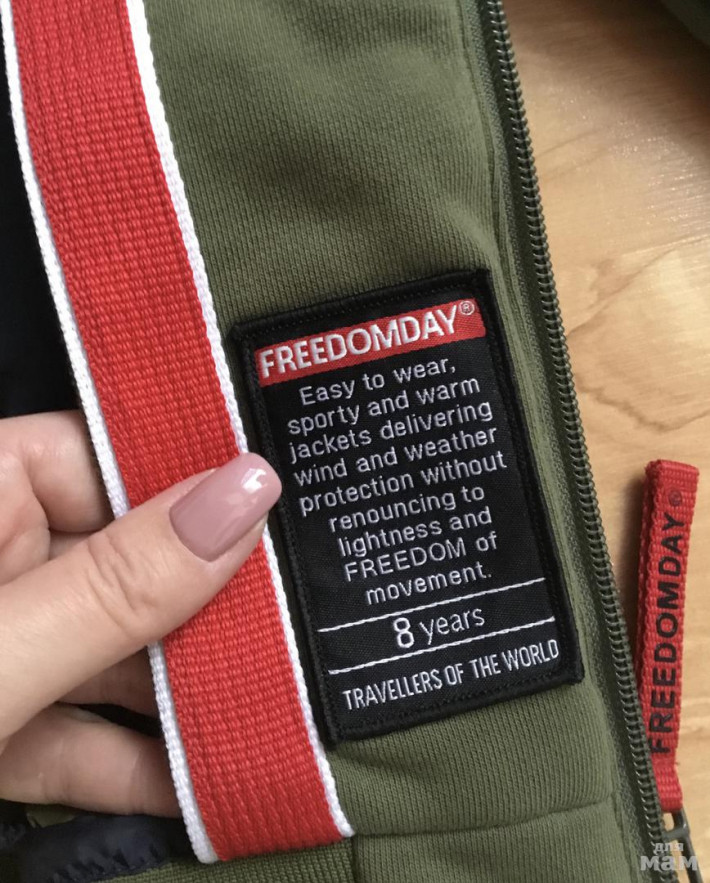 FREEDOMDAY®
Easy to wear,
sporty and warm
jackets delivering
wind and weather
protection without
renouncing to
lightness and
FREEDOM of
movement.
8 years
TRAVELLERS OF THE WORLD
FREEDOMDAY®
для
мам